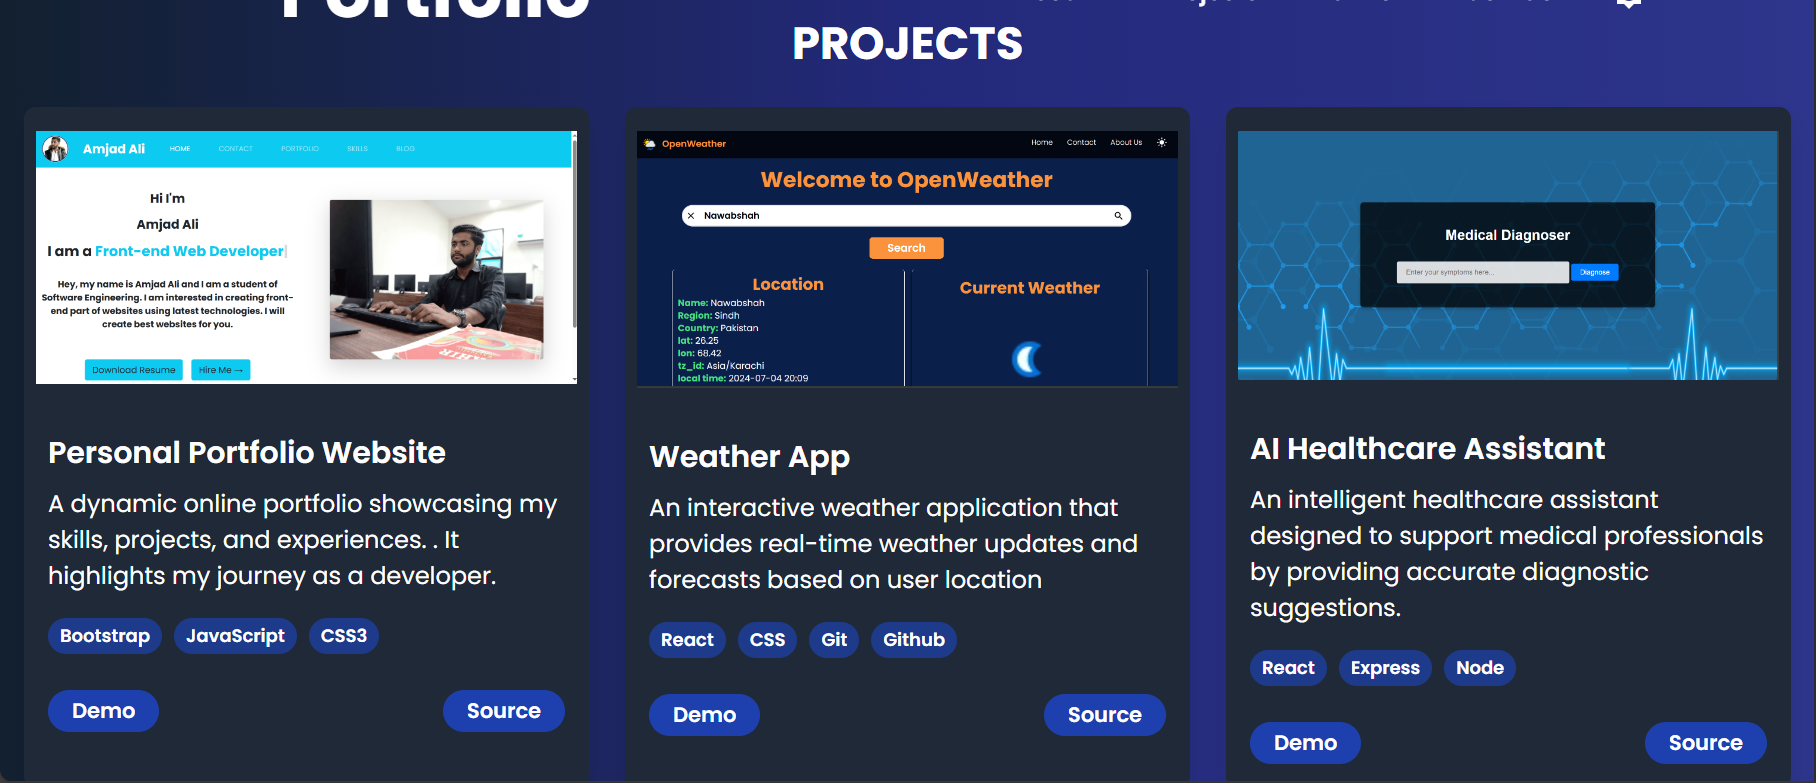 Portfolio
PROJECTS
Amjad Ali
HOME
CONTACT
PORTFOLIO
SKILLS
BLOG
Hi I'm
Amjad Ali
I am a Front-end Web Developer
Hey, my name is Amjad Ali and I am a student of
Software Engineering. I am interested in creating front-
end part of websites using latest technologies. I will
create best websites for you.
Download Resume
Hire Me →
Personal Portfolio Website
A dynamic online portfolio showcasing my
skills, projects, and experiences. . It
highlights my journey as a developer.
Bootstrap
JavaScript
CSS3
Demo
Source
OpenWeather
Home
Contact
About Us
Welcome to OpenWeather
Nawabshah
Search
Location
Name: Nawabshah
Region: Sindh
Country: Pakistan
lat: 26.25
lon: 68.42
tz_id: Asia/Karachi
local time: 2024-07-04 20:09
Current Weather
Weather App
An interactive weather application that
provides real-time weather updates and
forecasts based on user location
React
CSS
Git
Github
Demo
Source
Medical Diagnoser
Enter your symptoms here...
Diagnose
AI Healthcare Assistant
An intelligent healthcare assistant
designed to support medical professionals
by providing accurate diagnostic
suggestions.
React
Express
Node
Demo
Source